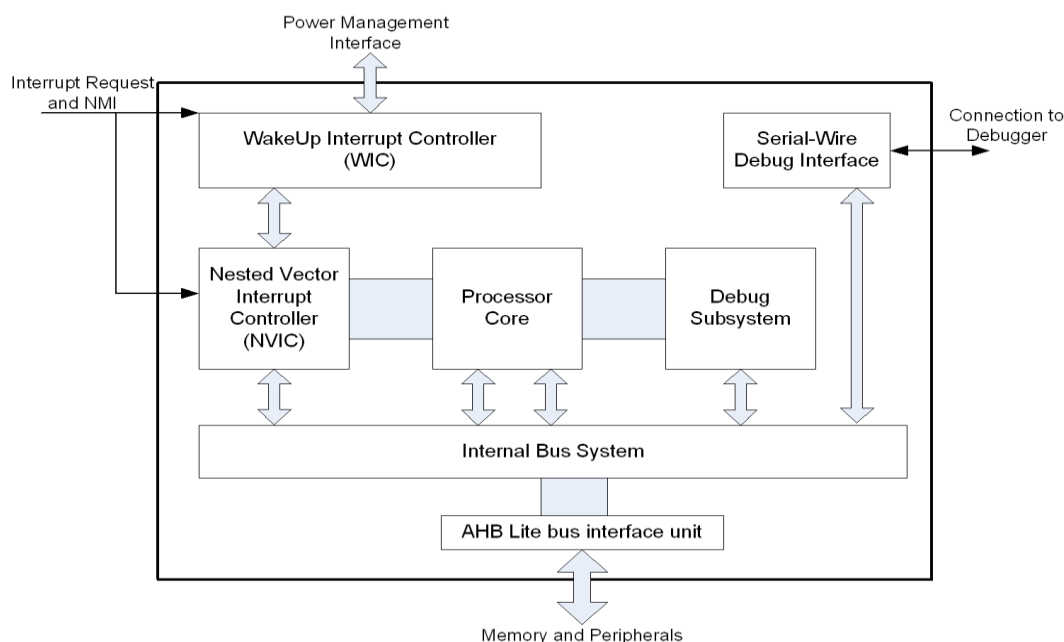 Power Management
Interface
Interrupt Request
and NMI
WakeUp Interrupt Controller
(WIC)
Serial-Wire
Debug Interface
Connection to
Debugger
Nested Vector
Interrupt
Controller
(NVIC)
Processor
Core
Debug
Subsystem
Internal Bus System
AHB Lite bus interface unit
Memory and Peripherals